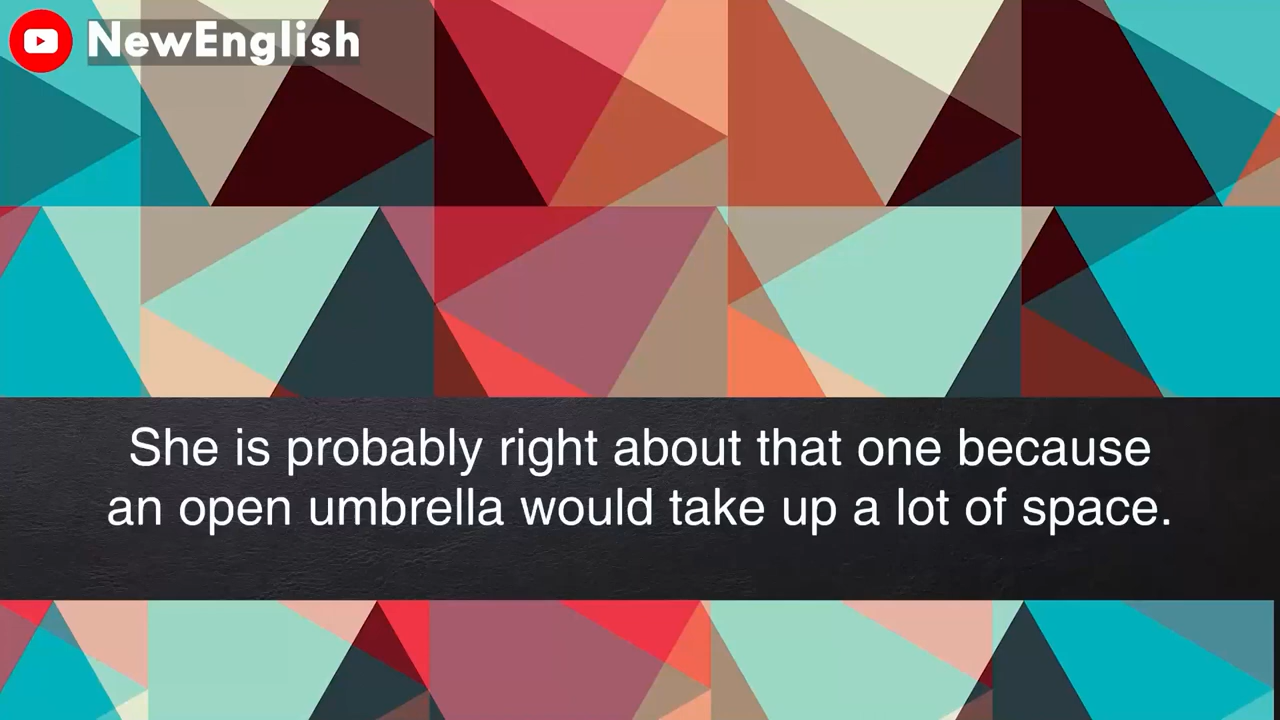 NewEnglish
She is probably right about that one because
an open umbrella would take up a lot of space.